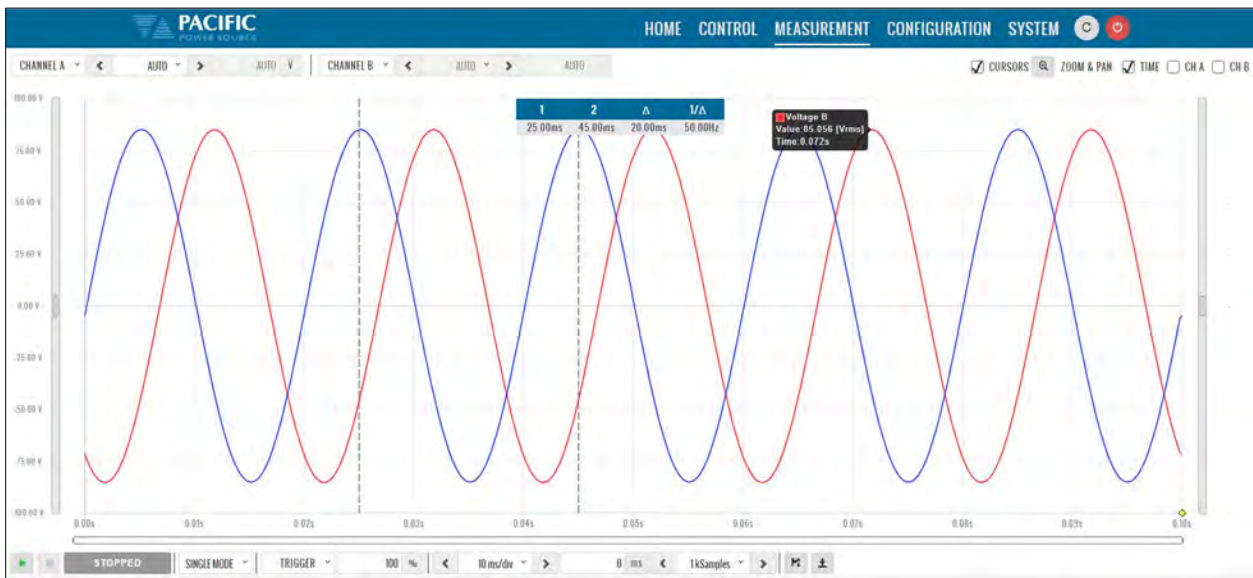 PACIFIC
POWER SOURCE
HOME CONTROL MEASUREMENT CONFIGURATION SYSTEM
CHANNEL A AUTO AUTO V CHANNEL B AUTO AUTO CURSORS ZOOM & PAN TIME CH A CH B
100.00 V
1 2 Δ 1/Δ
25.00ms 45.00ms 20.00ms 50.00Hz
Voltage B
Value:85.056 [Vrms]
Time:0.072s
75.00 V
50.00 V
25.00 V
0.00 V
25.00 V
50.00 V
75.00 V
100.00 V
0.00s 0.01s 0.02s 0.03s 0.04s 0.05s 0.06s 0.07s 0.08s 0.09s 0.10s
STOPPED SINGLE MODE TRIGGER 100 % 10 ms/div 0 ms 1 kSamples